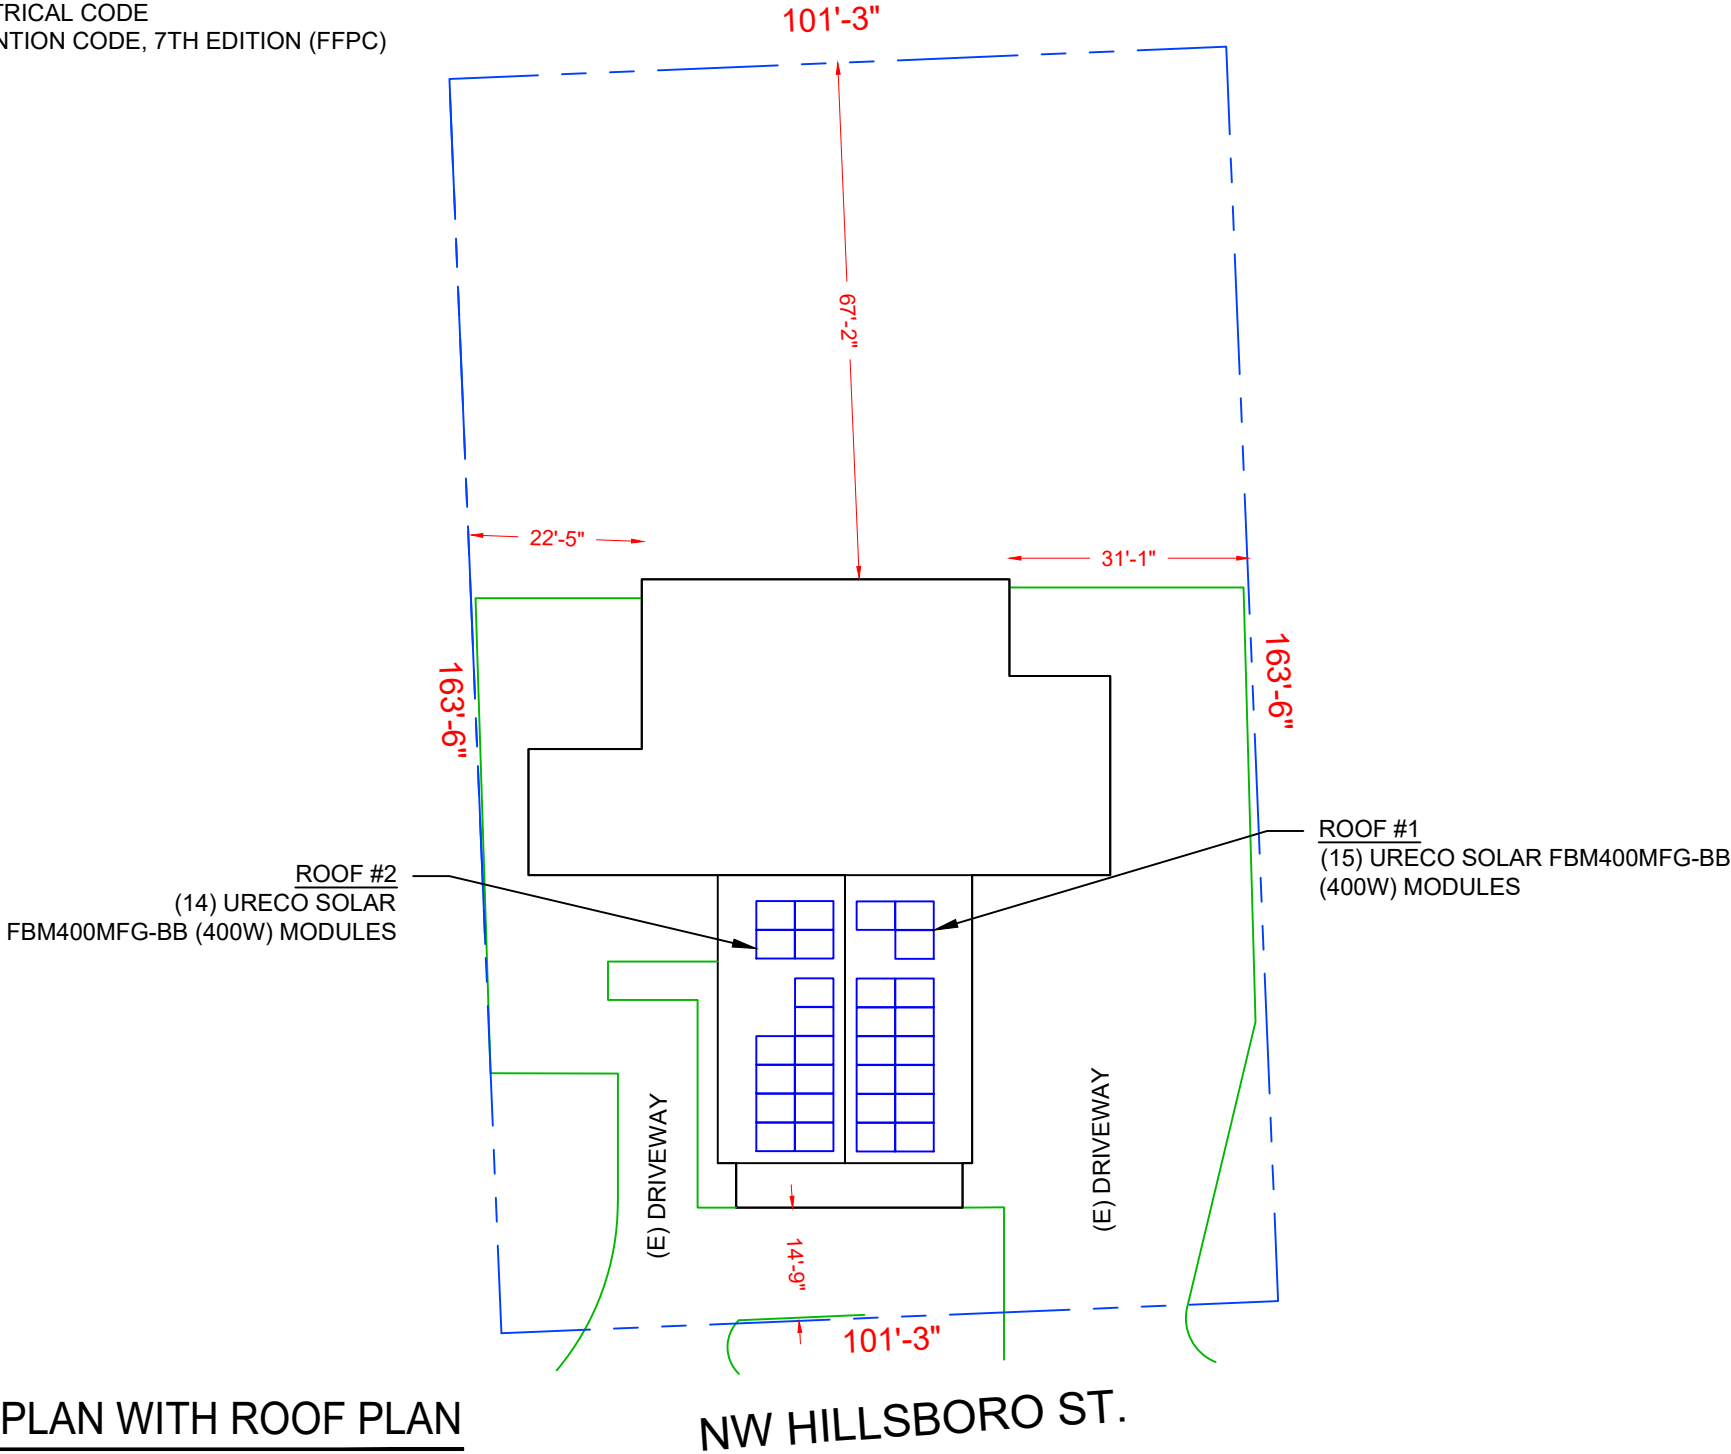 TRICAL CODE
NTION CODE, 7TH EDITION (FFPC)
101'-3"
67'-2"
22'-5"
31'-1"
163'-6"
163'-6"
ROOF #1
(15) URECO SOLAR FBM400MFG-BB
(400W) MODULES
ROOF #2
(14) URECO SOLAR
FBM400MFG-BB (400W) MODULES
(E) DRIVEWAY
(E) DRIVEWAY
14'-9"
101'-3"
PLAN WITH ROOF PLAN
NW HILLSBORO ST.